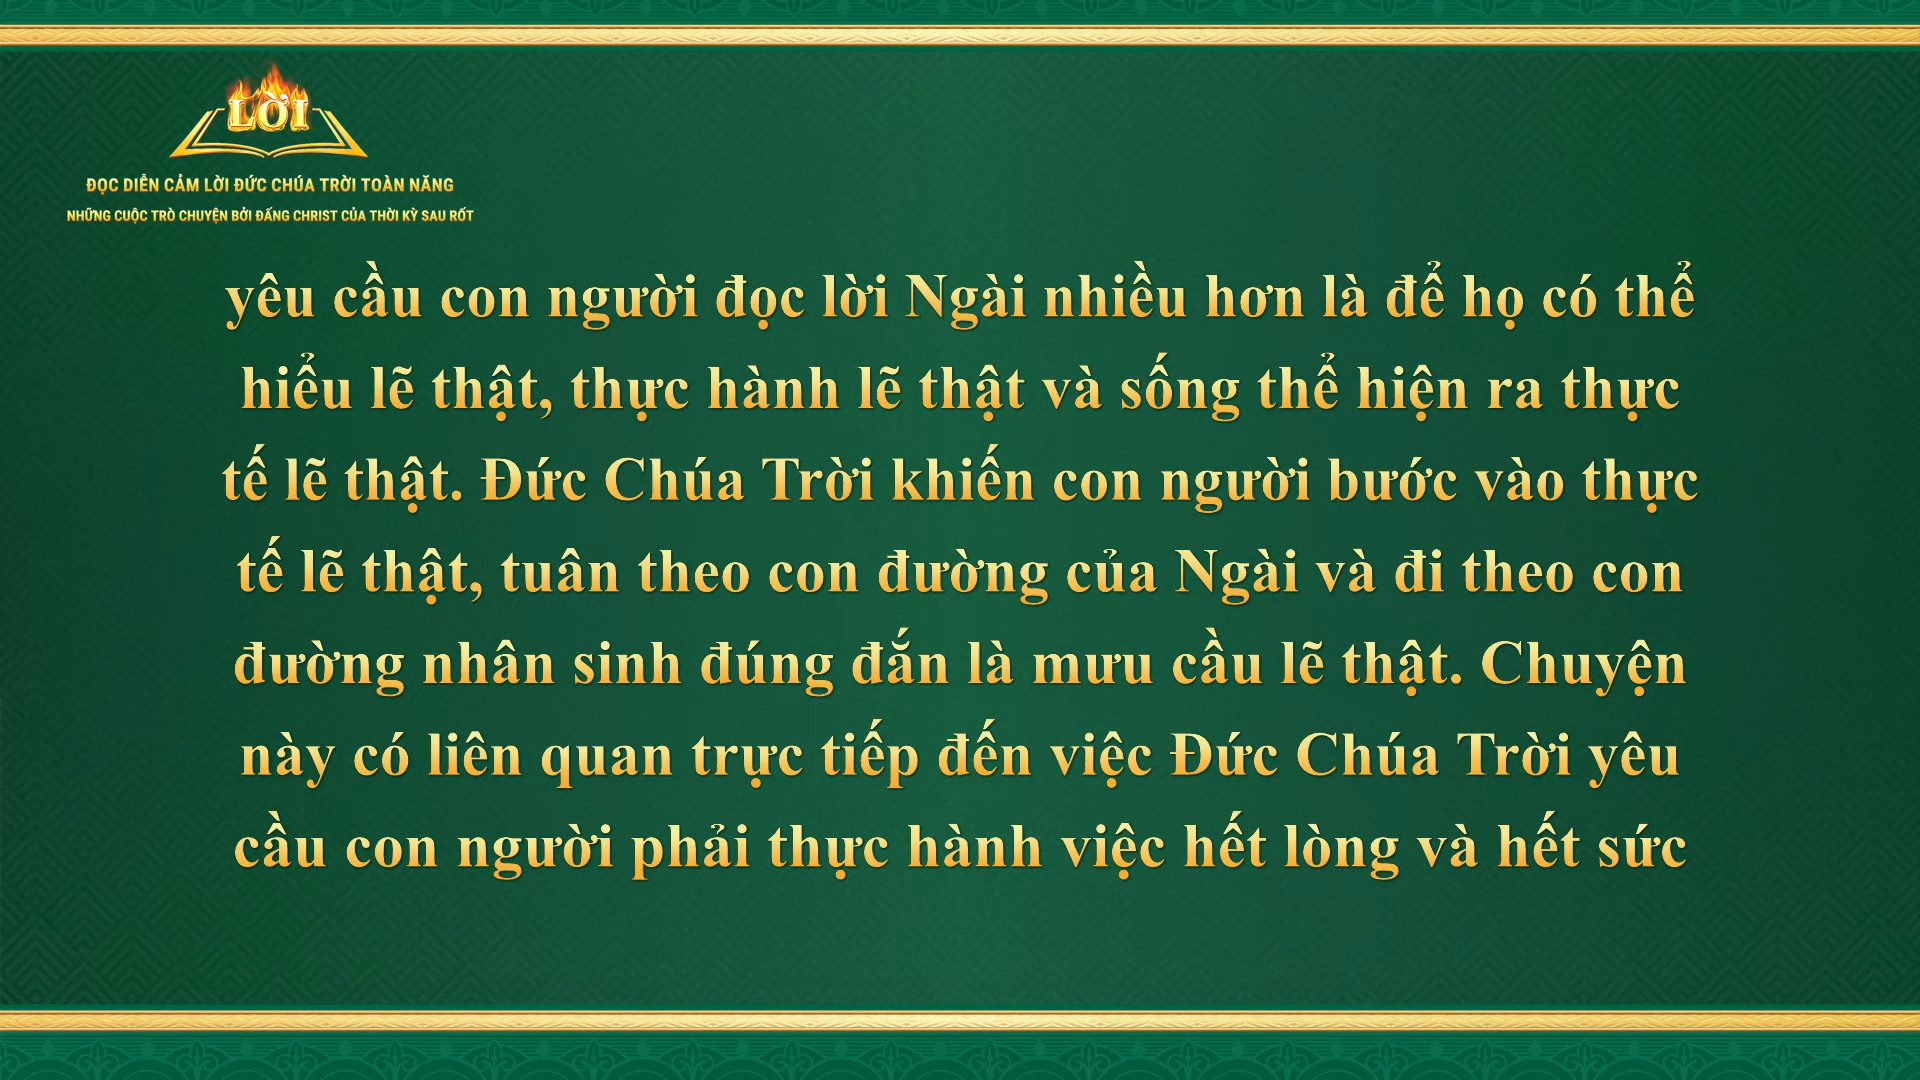 LỜI
ĐỌC DIỄN CẢM LỜI ĐỨC CHÚA TRỜI TOÀN NĂNG
NHỮNG CUỘC TRÒ CHUYỆN BỞI ĐẤNG CHRIST CỦA THỜI KỲ SAU RỐT
yêu cầu con người đọc lời Ngài nhiều hơn là để họ có thể
hiểu lẽ thật, thực hành lẽ thật và sống thể hiện ra thực
tế lẽ thật. Đức Chúa Trời khiến con người bước vào thực
tế lẽ thật, tuân theo con đường của Ngài và đi theo con
đường nhân sinh đúng đắn là mưu cầu lẽ thật. Chuyện
này có liên quan trực tiếp đến việc Đức Chúa Trời yêu
cầu con người phải thực hành việc hết lòng và hết sức